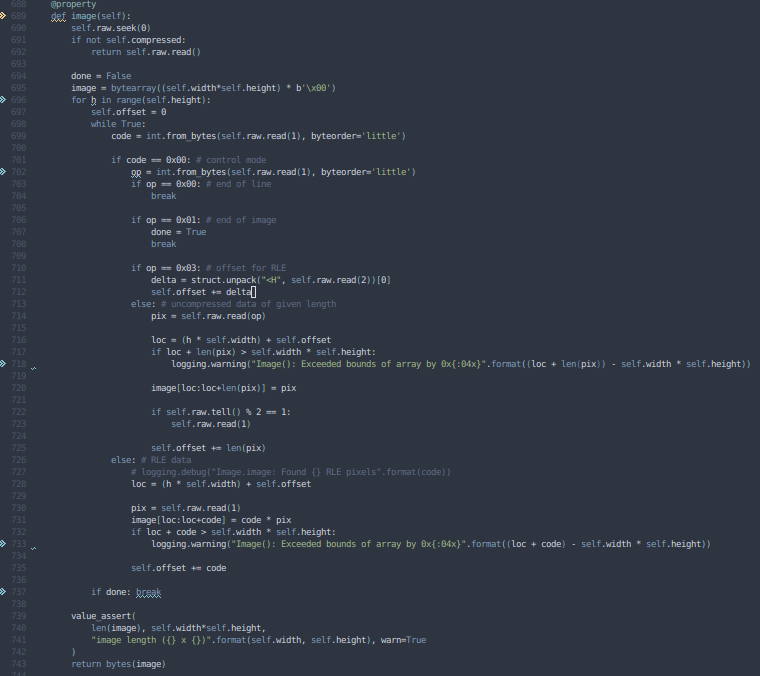 688 @property
689 def image(self):
690 self.raw.seek(0)
691 if not self.compressed:
692 return self.raw.read()
693
694 done = False
695 image = bytearray((self.width*self.height) * b'\x00')
696 for h in range(self.height):
697 self.offset = 0
698 while True:
699 code = int.from_bytes(self.raw.read(1), byteorder='little')
700
701 if code == 0x00: # control mode
702 op = int.from_bytes(self.raw.read(1), byteorder='little')
703 if op == 0x00: # end of line
704 break
705
706 if op == 0x01: # end of image
707 done = True
708 break
709
710 if op == 0x03: # offset for RLE
711 delta = struct.unpack("<H", self.raw.read(2))[0]
712 self.offset += delta
713 else: # uncompressed data of given length
714 pix = self.raw.read(op)
715
716 loc = (h * self.width) + self.offset
717 if loc + len(pix) > self.width * self.height:
718 logging.warning("Image(): Exceeded bounds of array by 0x{:04x}".format((loc + len(pix)) - self.width * self.height))
719
720 image[loc:loc+len(pix)] = pix
721
722 if self.raw.tell() % 2 == 1:
723 self.raw.read(1)
724
725 self.offset += len(pix)
726 else: # RLE data
727 # logging.debug("Image.image: Found {} RLE pixels".format(code))
728 loc = (h * self.width) + self.offset
729
730 pix = self.raw.read(1)
731 image[loc:loc+code] = code * pix
732 if loc + code > self.width * self.height:
733 logging.warning("Image(): Exceeded bounds of array by 0x{:04x}".format((loc + code) - self.width * self.height))
734
735 self.offset += code
736
737 if done: break
738
739 value_assert(
740 len(image), self.width*self.height,
741 "image length ({} x {})".format(self.width, self.height), warn=True
742 )
743 return bytes(image)